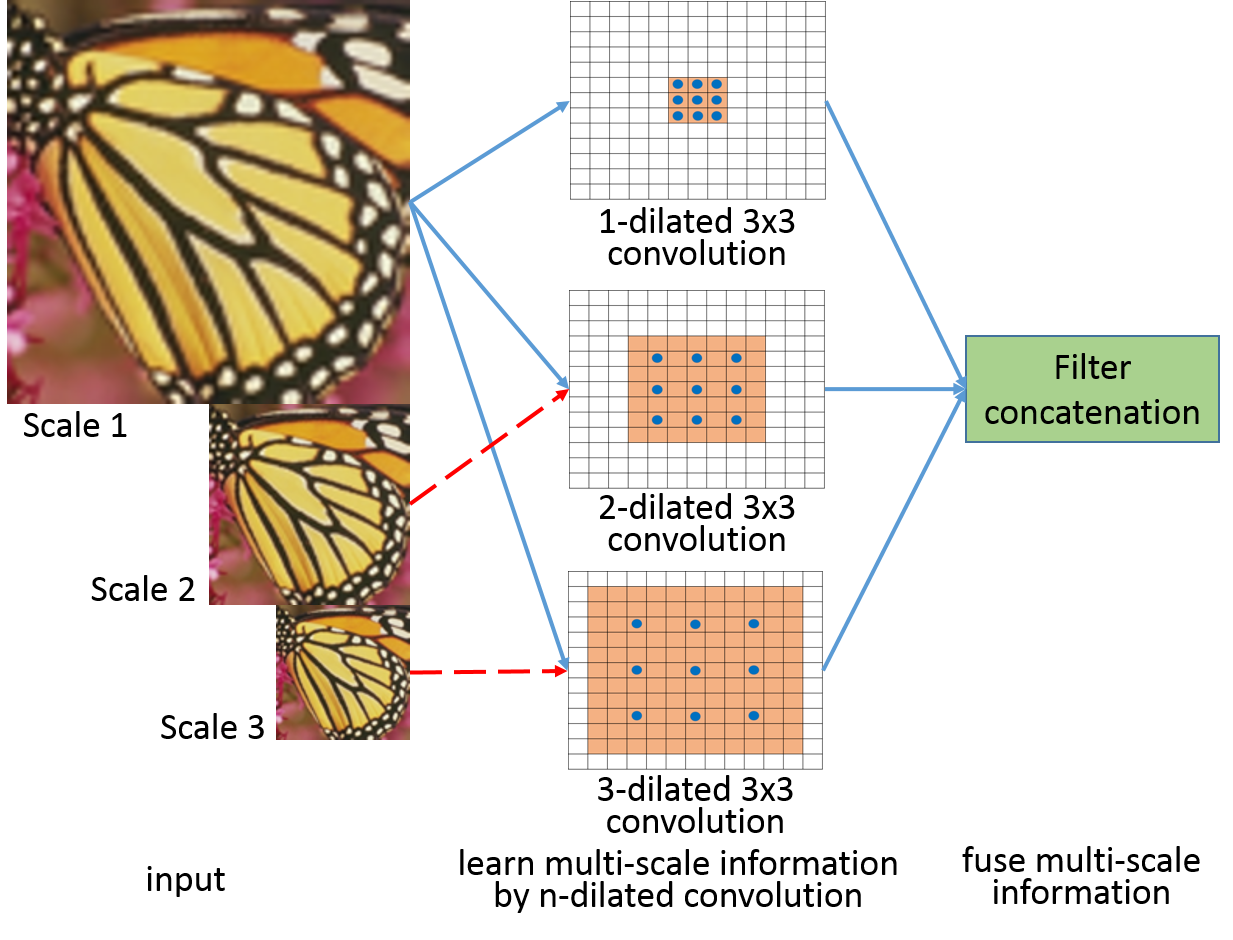 Scale 1
Scale 2
Scale 3
input
1-dilated 3x3
convolution
2-dilated 3x3
convolution
3-dilated 3x3
convolution
learn multi-scale information
by n-dilated convolution
Filter
concatenation
fuse multi-scale
information